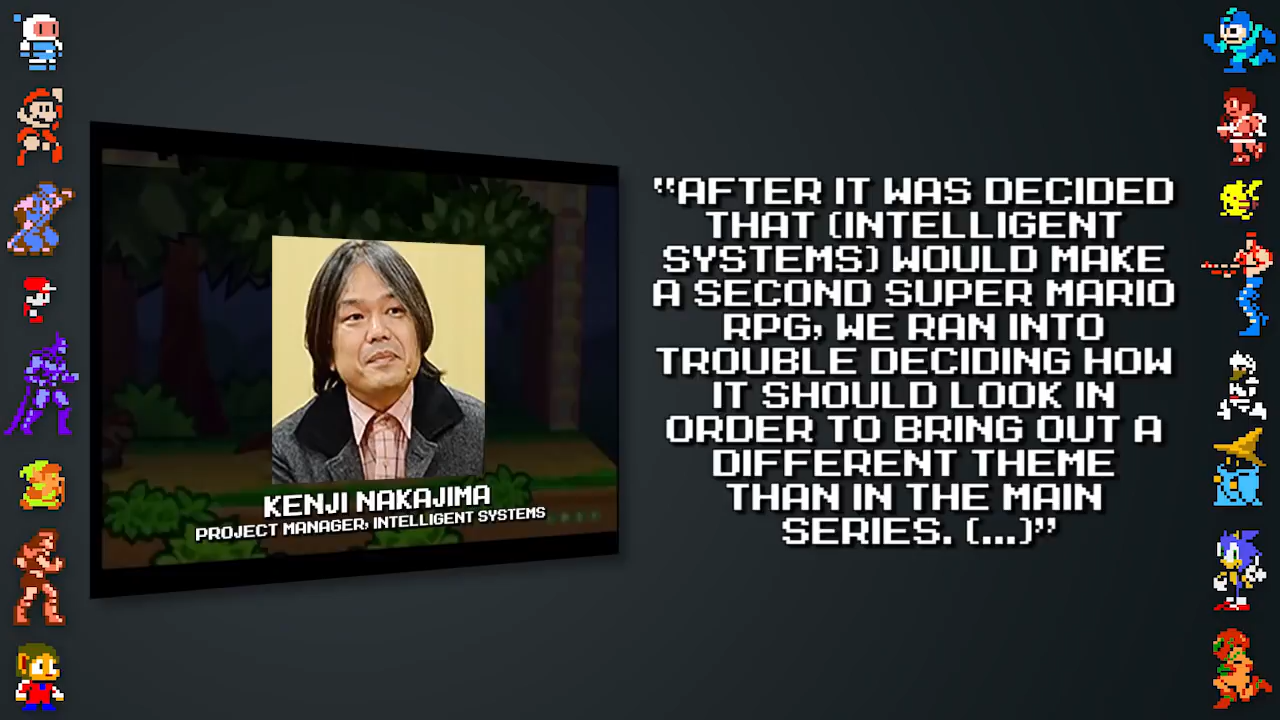 KENJI NAKAJIMA
PROJECT MANAGER, INTELLIGENT SYSTEMS
"AFTER IT WAS DECIDED
THAT (INTELLIGENT
SYSTEMS) WOULD MAKE
A SECOND SUPER MARIO
RPG, WE RAN INTO
TROUBLE DECIDING HOW
IT SHOULD LOOK IN
ORDER TO BRING OUT A
DIFFERENT THEME
THAN IN THE MAIN
SERIES. (...)"